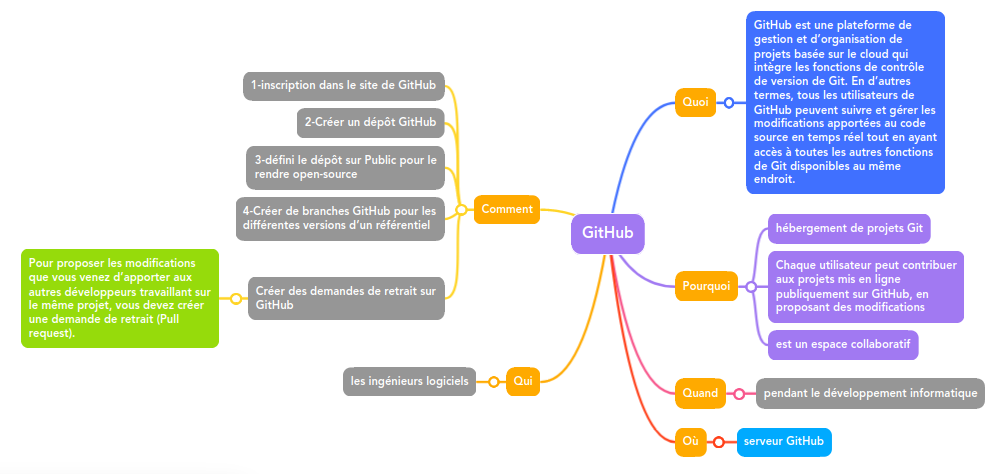 GitHub
Quoi
GitHub est une plateforme de
gestion et d'organisation de
projets basée sur le cloud qui
intègre les fonctions de contrôle
de version de Git. En d'autres
termes, tous les utilisateurs de
GitHub peuvent suivre et gérer les
modifications apportées au code
source en temps réel tout en ayant
accès à toutes les autres fonctions
de Git disponibles au même
endroit.
Pourquoi
hébergement de projets Git
Chaque utilisateur peut contribuer
aux projets mis en ligne
publiquement sur GitHub, en
proposant des modifications
est un espace collaboratif
Quand
pendant le développement informatique
Où
serveur GitHub
Comment
1-inscription dans le site de GitHub
2-Créer un dépôt GitHub
3-défini le dépôt sur Public pour le
rendre open-source
4-Créer de branches GitHub pour les
différentes versions d'un référentiel
Créer des demandes de retrait sur
GitHub
Pour proposer les modifications
que vous venez d'apporter aux
autres développeurs travaillant sur
le même projet, vous devez créer
une demande de retrait (Pull
request).
Qui
les ingénieurs logiciels